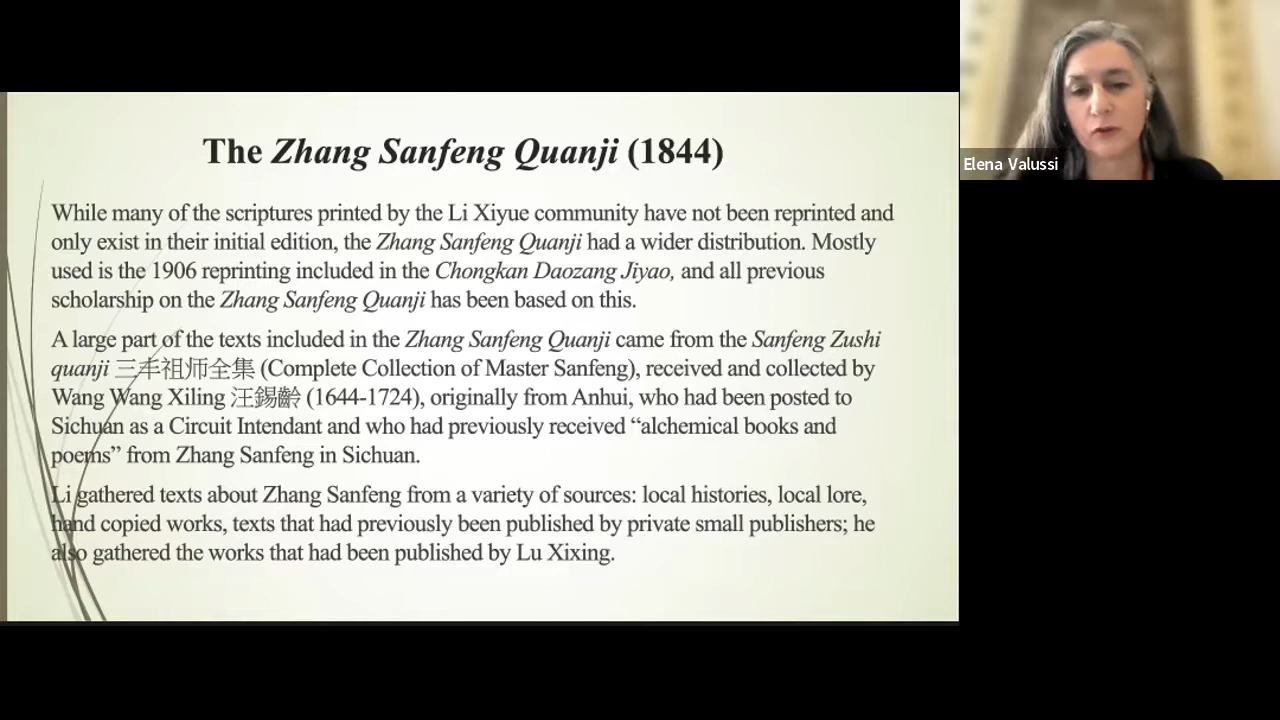 The Zhang Sanfeng Quanji (1844)
While many of the scriptures printed by the Li Xiyue community have not been reprinted and
only exist in their initial edition, the Zhang Sanfeng Quanji had a wider distribution. Mostly
used is the 1906 reprinting included in the Chongkan Daozang Jiyao, and all previous
scholarship on the Zhang Sanfeng Quanji has been based on this.
A large part of the texts included in the Zhang Sanfeng Quanji came from the Sanfeng Zushi
quanji 三丰祖师全集 (Complete Collection of Master Sanfeng), received and collected by
Wang Wang Xiling 汪錫齡 (1644-1724), originally from Anhui, who had been posted to
Sichuan as a Circuit Intendant and who had previously received “alchemical books and
poems” from Zhang Sanfeng in Sichuan.
Li gathered texts about Zhang Sanfeng from a variety of sources: local histories, local lore,
hand copied works, texts that had previously been published by private small publishers; he
also gathered the works that had been published by Lu Xixing.
Elena Valussi